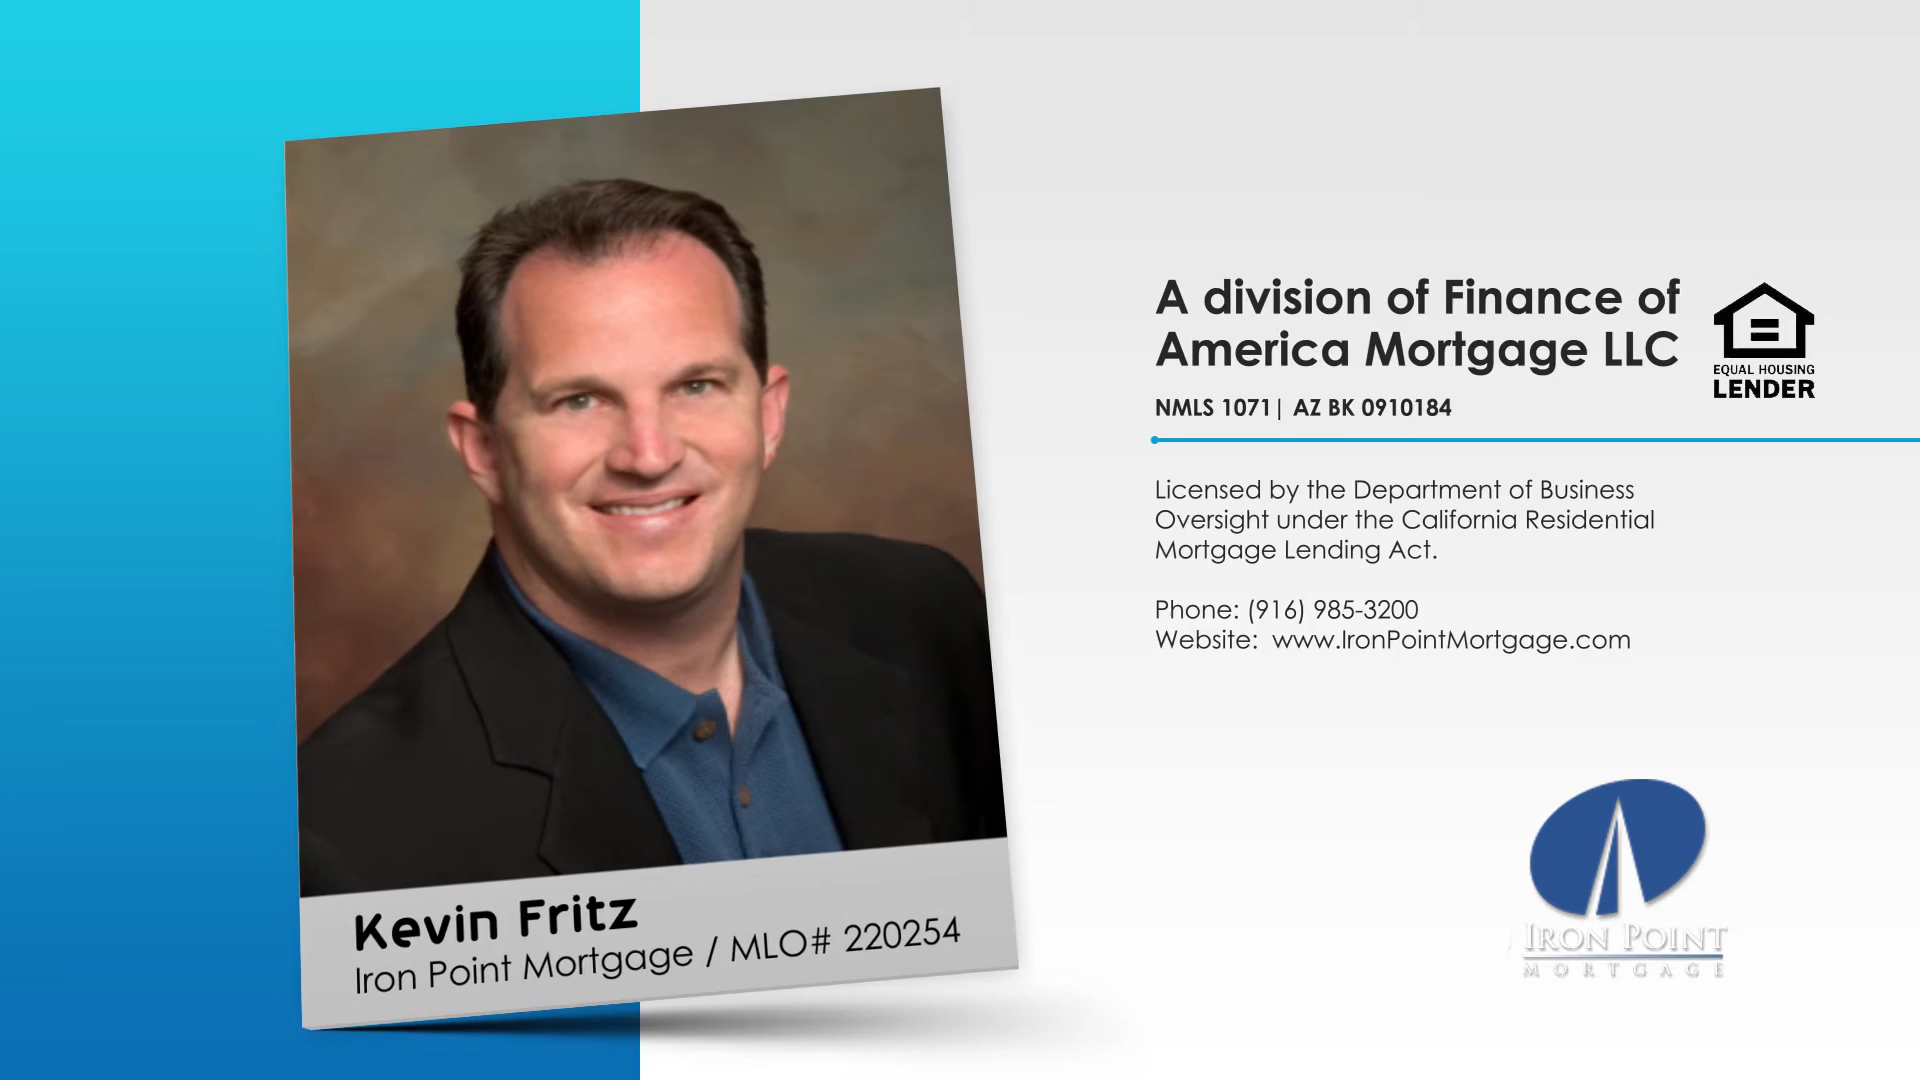 Kevin Fritz
Iron Point Mortgage / MLO# 220254
A division of Finance of
America Mortgage LLC
EQUAL HOUSING
LENDER
NMLS 1071| AZ BK 0910184
Licensed by the Department of Business
Oversight under the California Residential
Mortgage Lending Act.
Phone: (916) 985-3200
Website: www.IronPointMortgage.com
IRON POINT
MORTGAGE